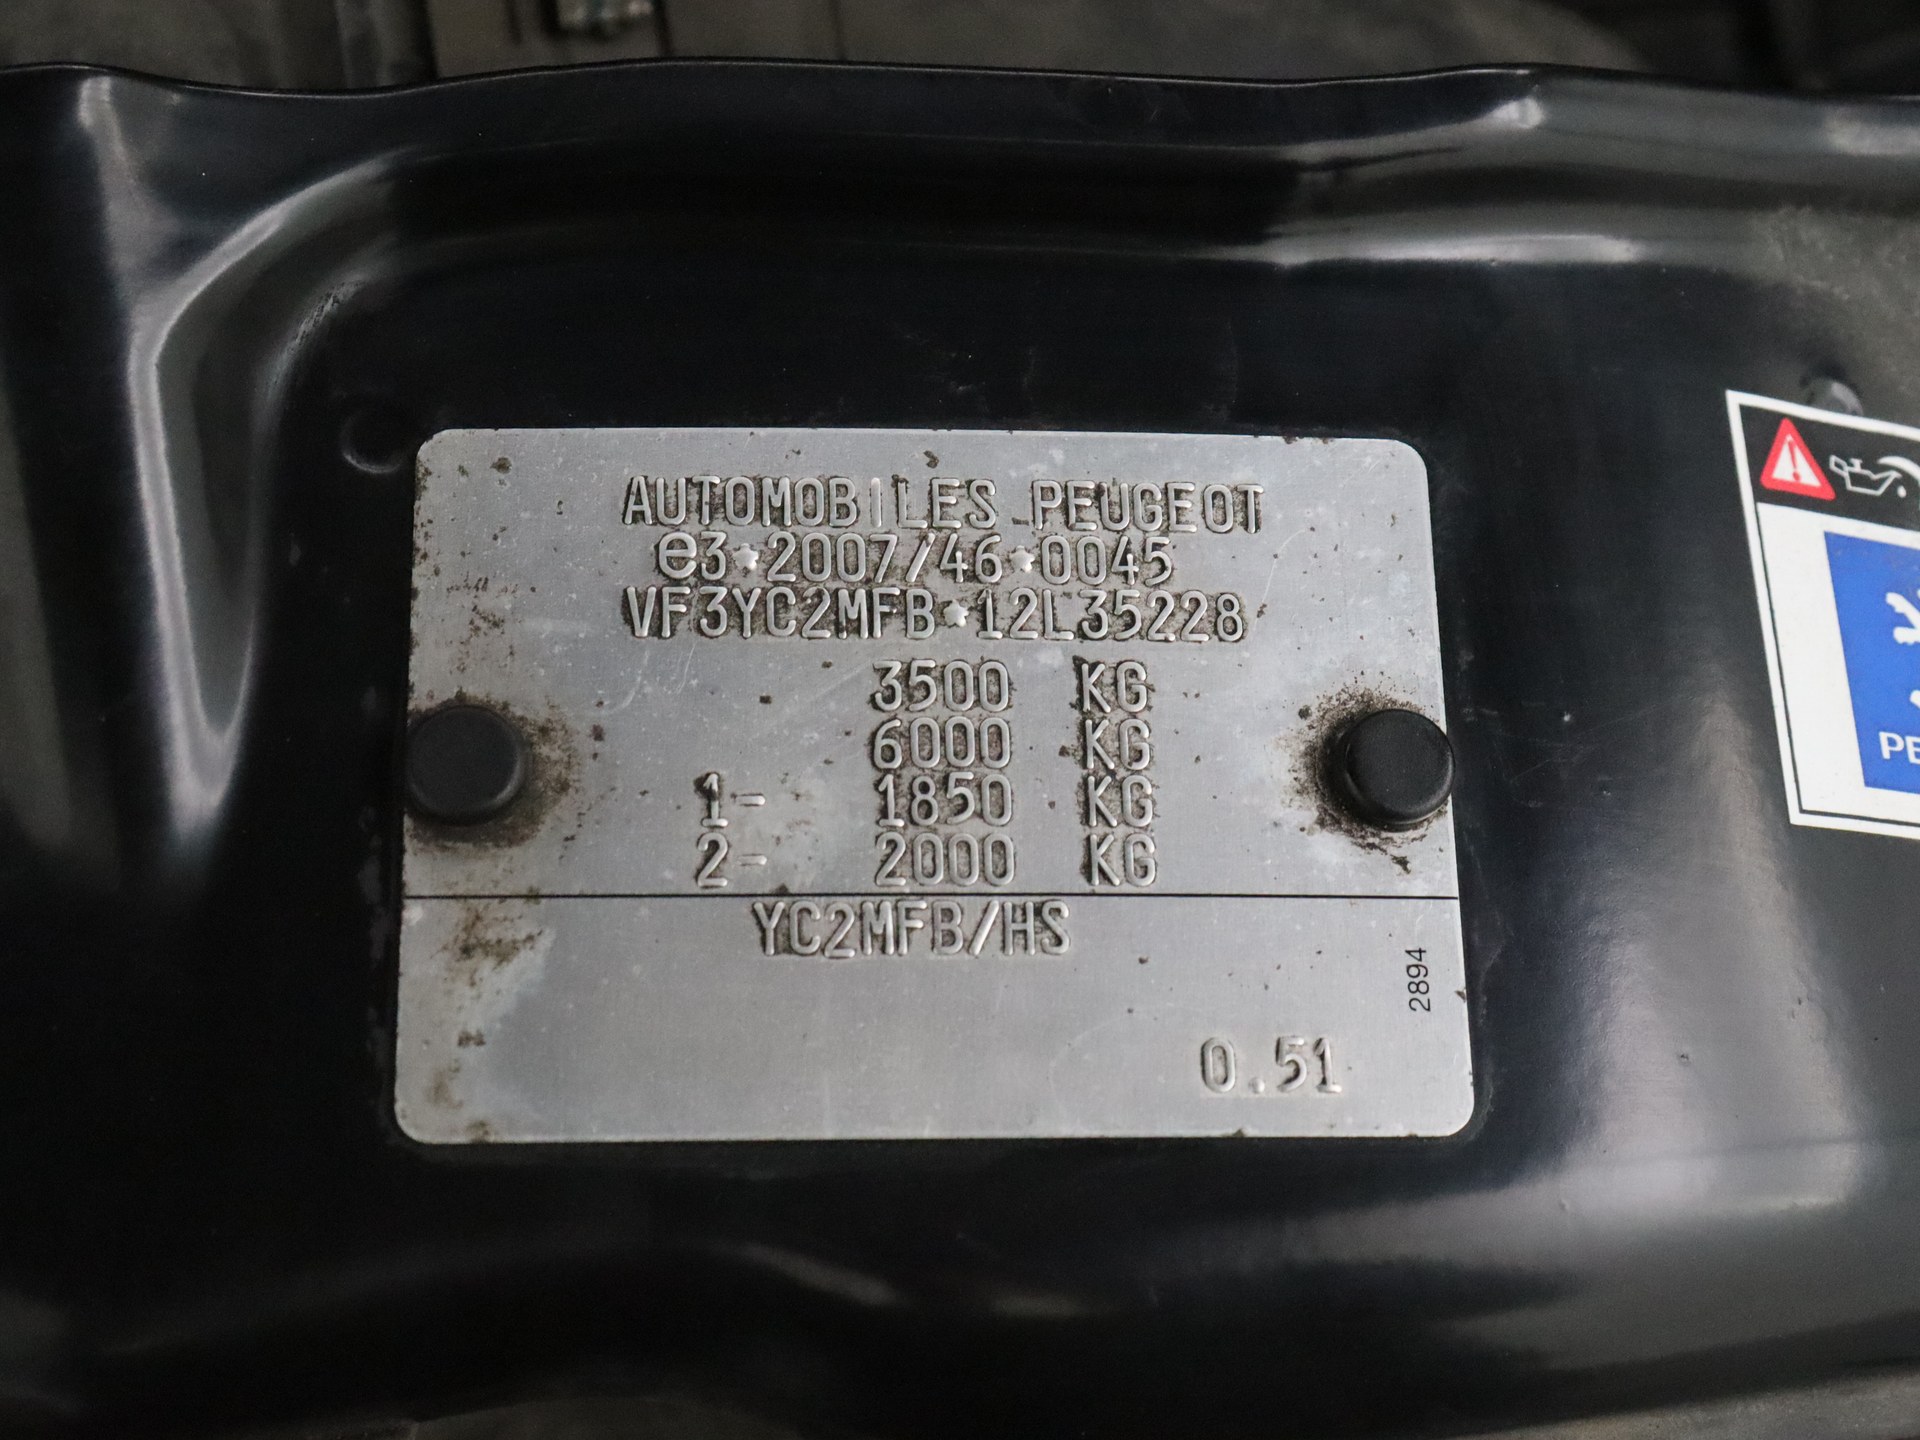 AUTOMOBILES PEUGEOT
e3*2007/46*0045
VF3YC2MFB*12L35228
3500 KG
6000 KG
1- 1850 KG
2- 2000 KG
YC2MFB/HS
2894
0.51